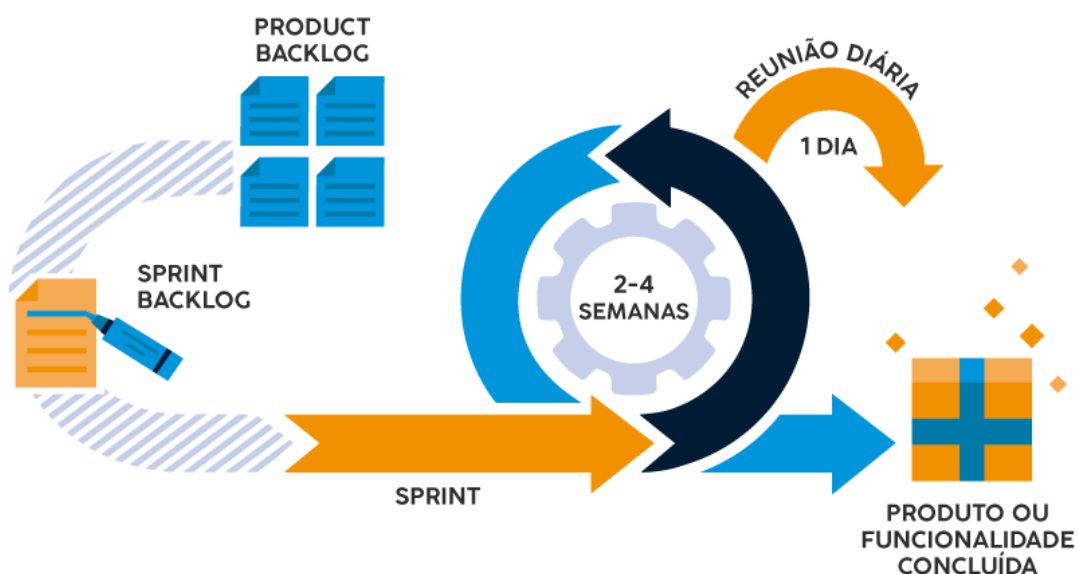 PRODUCT
BACKLOG
SPRINT
BACKLOG
SPRINT
2-4
SEMANAS
REUNIÃO DIÁRIA
1 DIA
PRODUTO OU
FUNCIONALIDADE
CONCLUÍDA